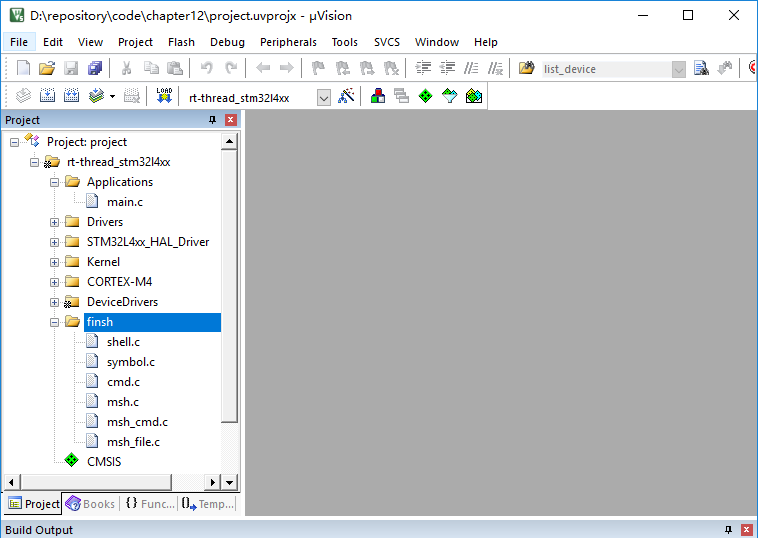 D:\repository\code\chapter12\project.uvprojx - µVision
File Edit View Project Flash Debug Peripherals Tools SVCS Window Help
list_device
LOAD rt-thread_stm32l4xx
Project
Project: project
rt-thread_stm32l4xx
Applications
main.c
Drivers
STM32L4xx_HAL_Driver
Kernel
CORTEX-M4
DeviceDrivers
finsh
shell.c
symbol.c
cmd.c
msh.c
msh_cmd.c
msh_file.c
CMSIS
Project Books {} Func... {} Temp...
Build Output